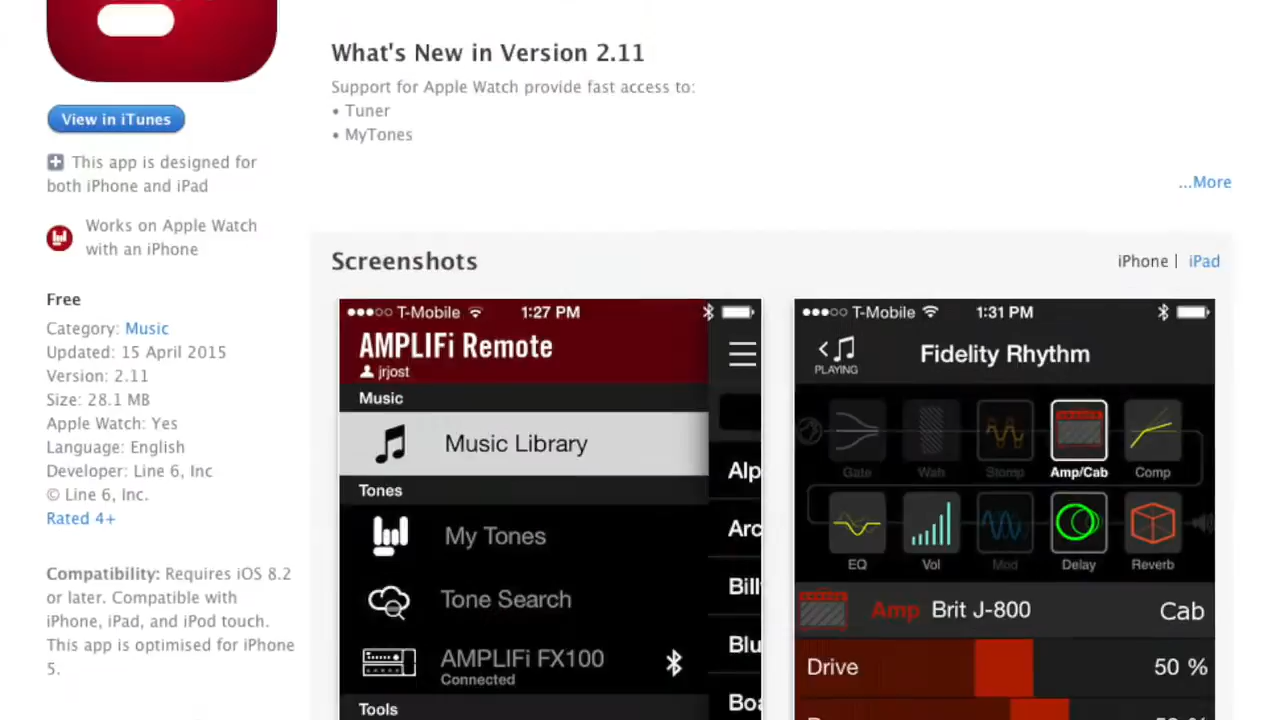 What's New in Version 2.11
Support for Apple Watch provide fast access to:
• Tuner
• MyTones
...More
View in iTunes
This app is designed for
both iPhone and iPad
Works on Apple Watch
with an iPhone
Free
Category: Music
Updated: 15 April 2015
Version: 2.11
Size: 28.1 MB
Apple Watch: Yes
Language: English
Developer: Line 6, Inc
© Line 6, Inc.
Rated 4+
Compatibility: Requires iOS 8.2
or later. Compatible with
iPhone, iPad, and iPod touch.
This app is optimised for iPhone
5.
Screenshots
iPhone | iPad
T-Mobile 1:27 PM
AMPLIFi Remote
jrjost
Music
Music Library
Tones
My Tones
Tone Search
AMPLIFi FX100
Connected
Tools
Alp
Arc
Bill
Blu
Boa
T-Mobile 1:31 PM
PLAYING
Fidelity Rhythm
Gate Wah Stomp Amp/Cab Comp
EQ Vol Mod Delay Reverb
Amp Brit J-800 Cab
Drive 50 %